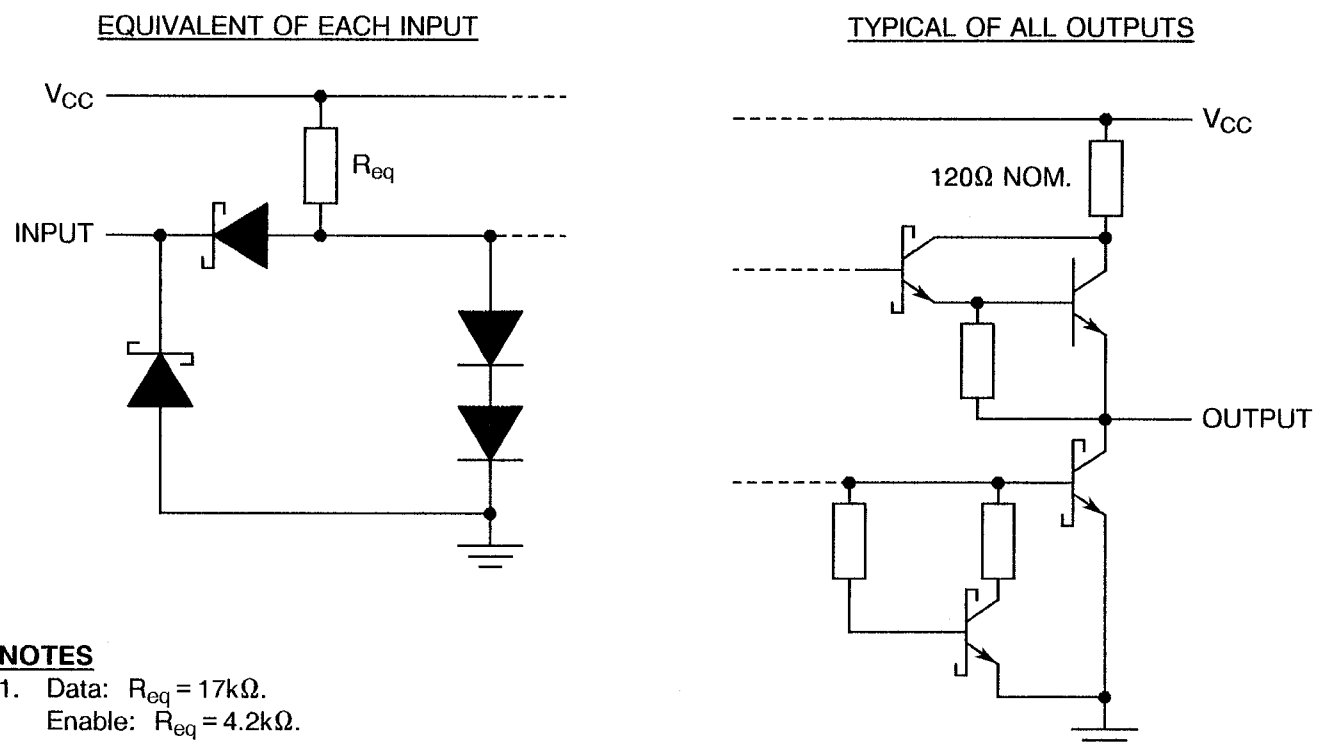 EQUIVALENT OF EACH INPUT
TYPICAL OF ALL OUTPUTS
VCC
Req
INPUT
VCC
120Ω NOM.
OUTPUT
NOTES
1. Data: Req = 17kΩ.
Enable: Req = 4.2kΩ.